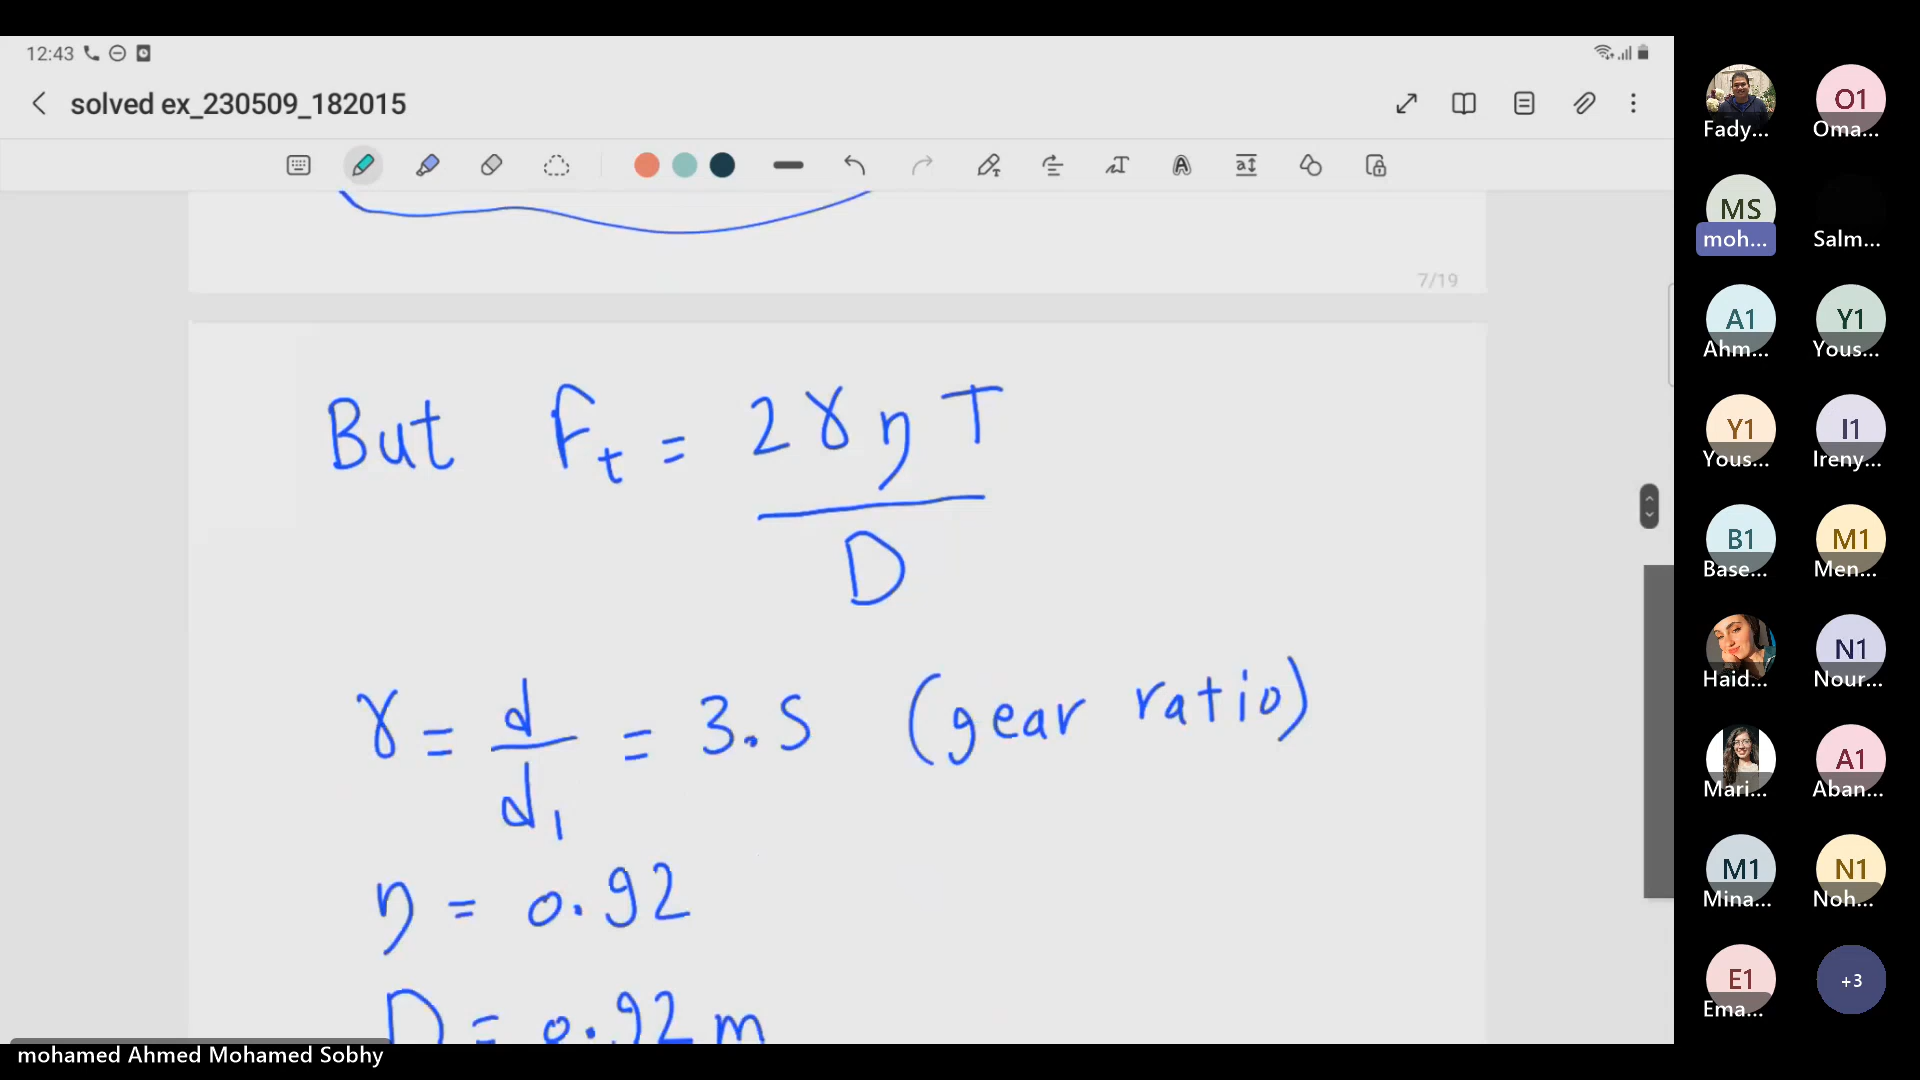 12:43
solved ex_230509_182015
7/19
But Ft = 2γηT
D
γ = d = 3.5 (gear ratio)
d1
η = 0.92
D = 0.92 m
Fady...
O1
Oma...
MS
moh...
Salm...
A1
Ahm...
Y1
Yous...
Y1
Yous...
I1
Ireny...
B1
Base...
M1
Men...
Haid...
N1
Nour...
Mari...
A1
Aban...
M1
Mina...
N1
Noh...
E1
Ema...
+3
mohamed Ahmed Mohamed Sobhy